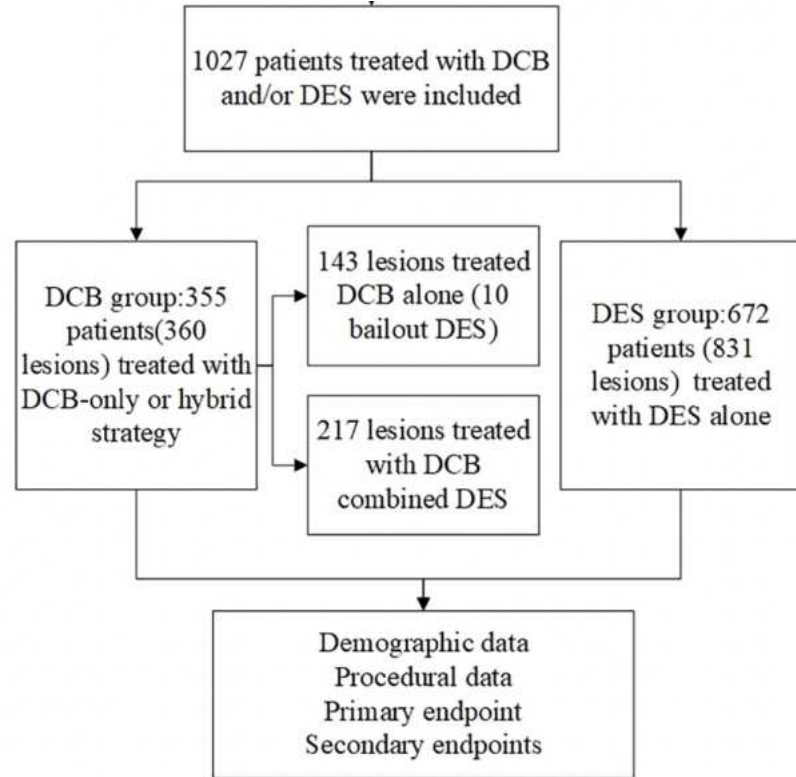 1027 patients treated with DCB
and/or DES were included
DCB group:355
patients(360
lesions) treated with
DCB-only or hybrid
strategy
143 lesions treated
DCB alone (10
bailout DES)
217 lesions treated
with DCB
combined DES
DES group:672
patients (831
lesions) treated
with DES alone
Demographic data
Procedural data
Primary endpoint
Secondary endpoints